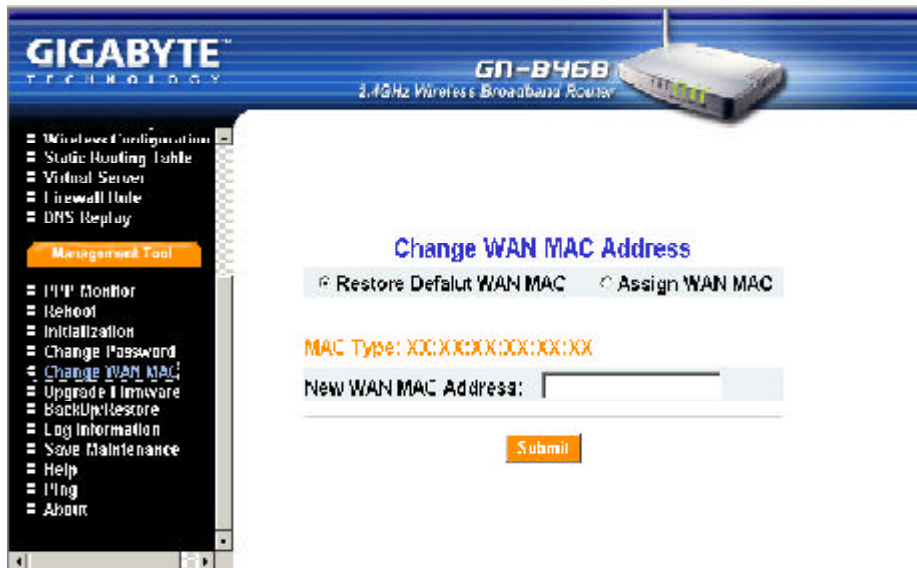 GIGABYTE™
TECHNOLOGY
GN-B46B
2.4GHz Wireless Broadband Router
Wireless Configuration
Static Routing Table
Virtual Server
Firewall Rule
DNS Replay
Management Tool
PPP Monitor
Reboot
Initialization
Change Password
Change WAN MAC
Upgrade Firmware
BackUp/Restore
Log Information
Save Maintenance
Help
Ping
About
Change WAN MAC Address
Restore Defalut WAN MAC Assign WAN MAC
MAC Type: XX:XX:XX:XX:XX:XX
New WAN MAC Address:
Submit